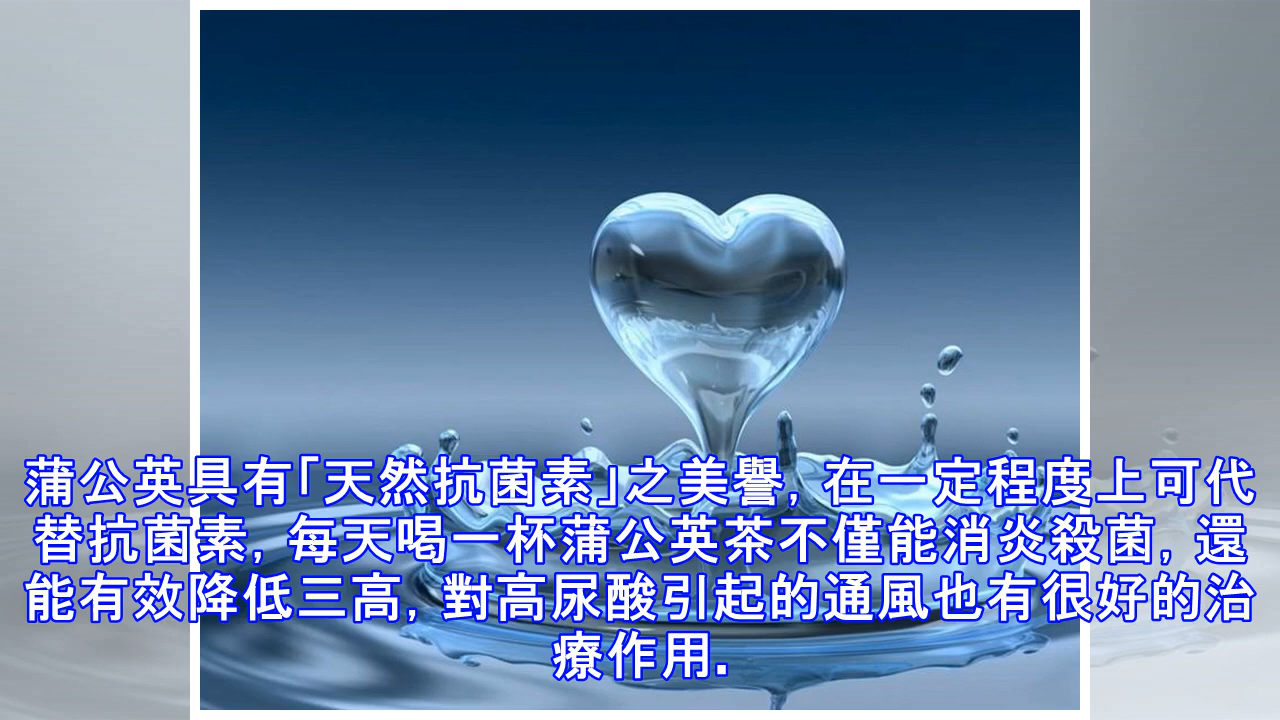 蒲公英具有「天然抗菌素」之美譽, 在一定程度上可代
替抗菌素, 每天喝一杯蒲公英茶不僅能消炎殺菌, 還
能有效降低三高, 對高尿酸引起的通風也有很好的治
療作用.